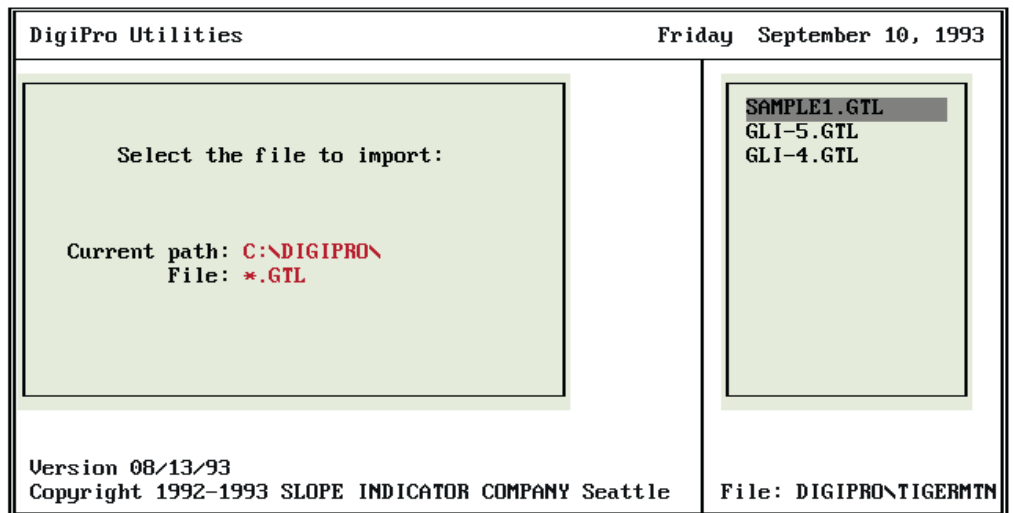 DigiPro Utilities
Friday September 10, 1993
Select the file to import:
Current path: C:\DIGIPRO\
File: *.GTL
SAMPLE1.GTL
GLI-5.GTL
GLI-4.GTL
Version 08/13/93
Copyright 1992-1993 SLOPE INDICATOR COMPANY Seattle
File: DIGIPRO\TIGERMTN